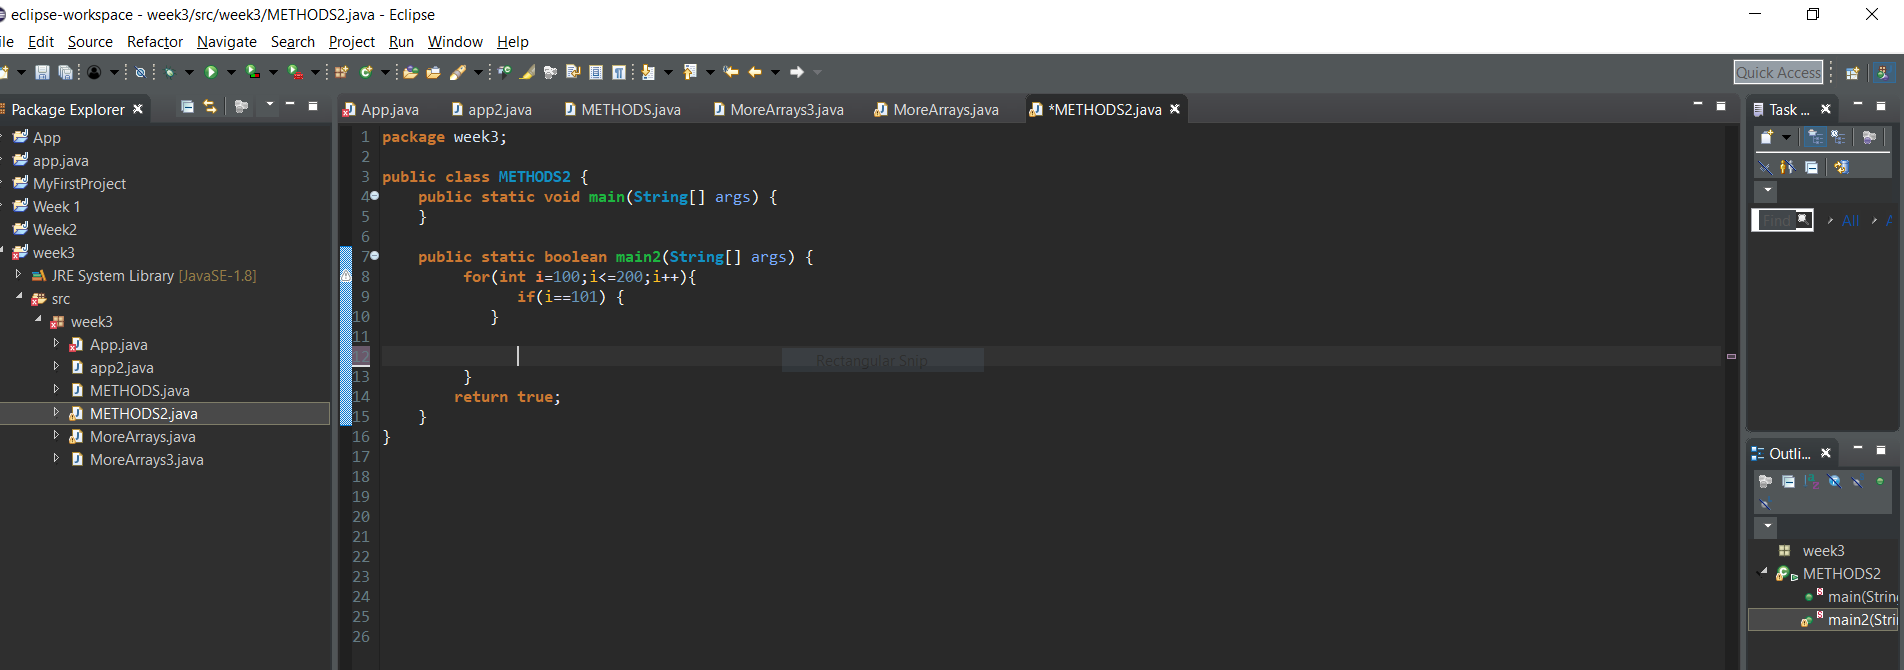 eclipse-workspace - week3/src/week3/METHODS2.java - Eclipse
ile Edit Source Refactor Navigate Search Project Run Window Help
Quick Access
Package Explorer
App
app.java
MyFirstProject
Week 1
Week2
week3
JRE System Library [JavaSE-1.8]
src
week3
App.java
app2.java
METHODS.java
METHODS2.java
MoreArrays.java
MoreArrays3.java
App.java app2.java METHODS.java MoreArrays3.java MoreArrays.java *METHODS2.java
1 package week3;
2
3 public class METHODS2 {
4 public static void main(String[] args) {
5 }
6
7 public static boolean main2(String[] args) {
8 for(int i=100;i<=200;i++){
9 if(i==101) {
10 }
11
12
Rectangular Snip
13 }
14 return true;
15 }
16 }
17
18
19
20
21
22
23
24
25
26
Task ...
Find All A
Outli...
week3
METHODS2
main(String
main2(Stri